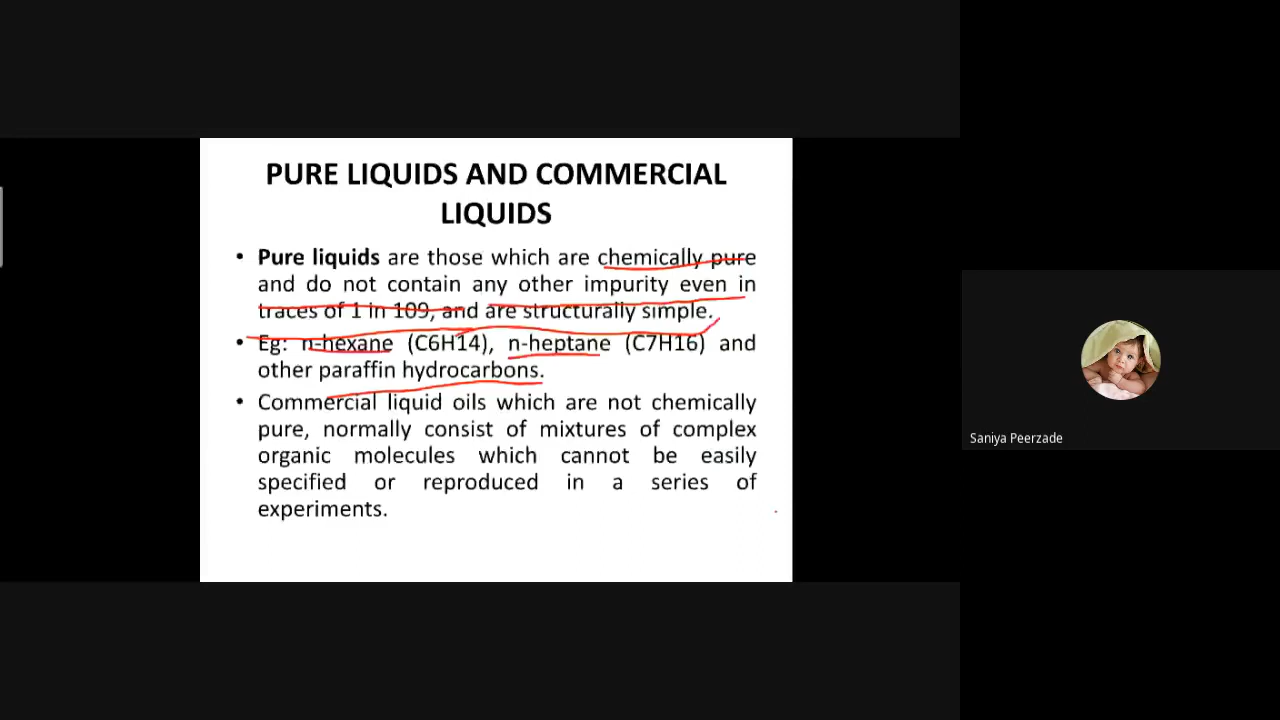 PURE LIQUIDS AND COMMERCIAL
LIQUIDS
• Pure liquids are those which are chemically pure
and do not contain any other impurity even in
traces of 1 in 109, and are structurally simple.
• Eg: n-hexane (C6H14), n-heptane (C7H16) and
other paraffin hydrocarbons.
• Commercial liquid oils which are not chemically
pure, normally consist of mixtures of complex
organic molecules which cannot be easily
specified or reproduced in a series of
experiments.
Saniya Peerzade